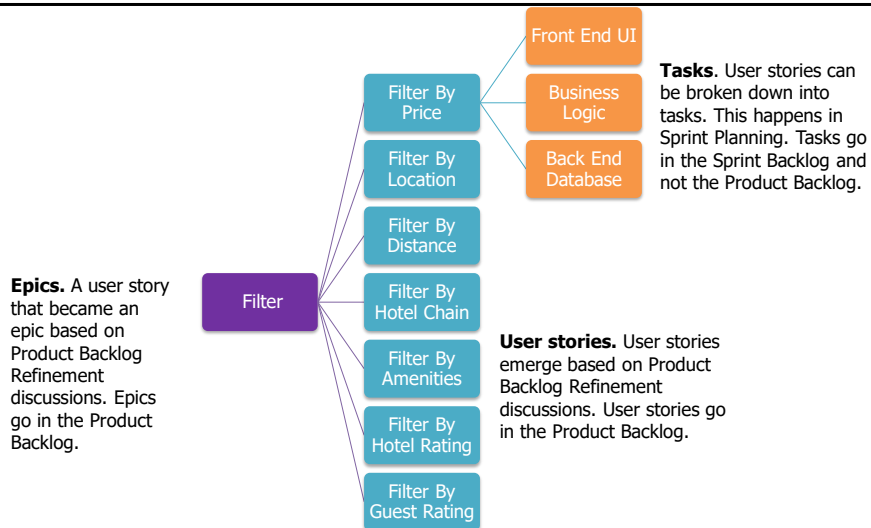 Front End UI
Business
Logic
Back End
Database
Tasks. User stories can
be broken down into
tasks. This happens in
Sprint Planning. Tasks go
in the Sprint Backlog and
not the Product Backlog.
Filter By
Price
Filter By
Location
Filter By
Distance
Filter By
Hotel Chain
Filter By
Amenities
Filter By
Hotel Rating
Filter By
Guest Rating
Epics. A user story
that became an
epic based on
Product Backlog
Refinement
discussions. Epics
go in the Product
Backlog.
Filter
User stories. User stories
emerge based on Product
Backlog Refinement
discussions. User stories go
in the Product Backlog.